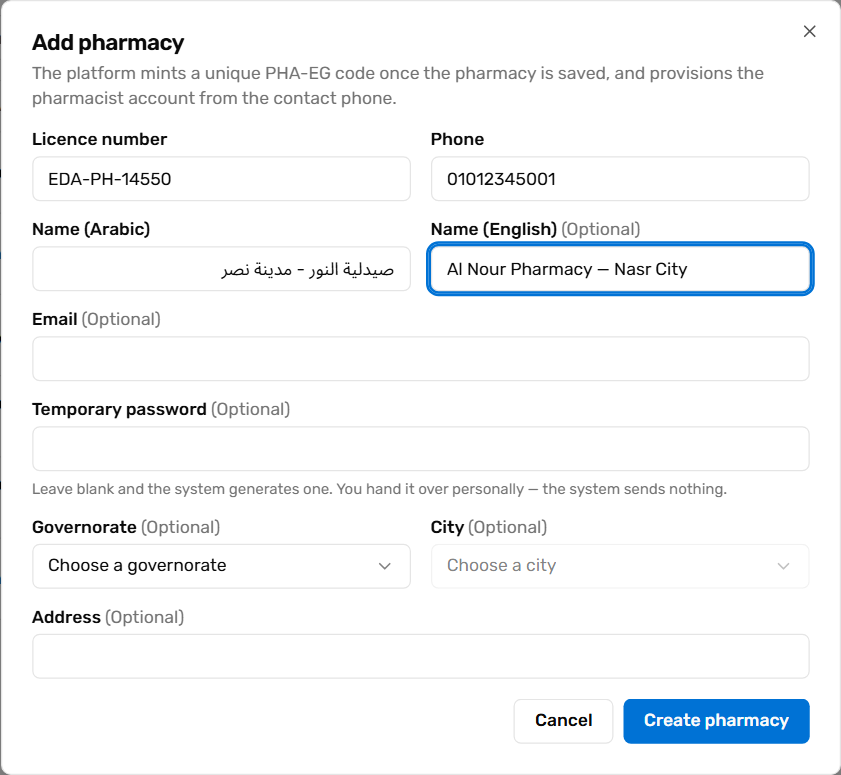 Add pharmacy
The platform mints a unique PHA-EG code once the pharmacy is saved, and provisions the
pharmacist account from the contact phone.
Licence number
Phone
EDA-PH-14550
01012345001
Name (Arabic)
Name (English) (Optional)
صيدلية النور - مدينة نصر
Al Nour Pharmacy — Nasr City
Email (Optional)
Temporary password (Optional)
Leave blank and the system generates one. You hand it over personally — the system sends nothing.
Governorate (Optional)
City (Optional)
Choose a governorate
Choose a city
Address (Optional)
Cancel
Create pharmacy